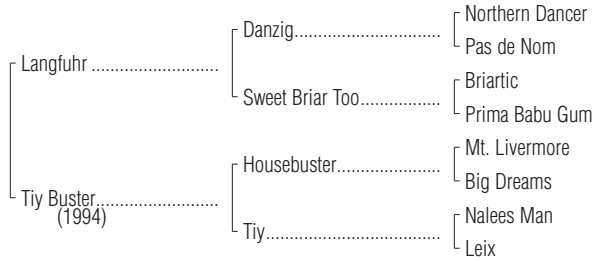 Northern Dancer
Danzig........................................
Pas de Nom
Langfuhr ...................................
Briartic
Sweet Briar Too......................
Prima Babu Gum
Mt. Livermore
Housebuster............................
Big Dreams
Tiy Buster..................................
(1994)
Nalees Man
Tiy................................................
Leix